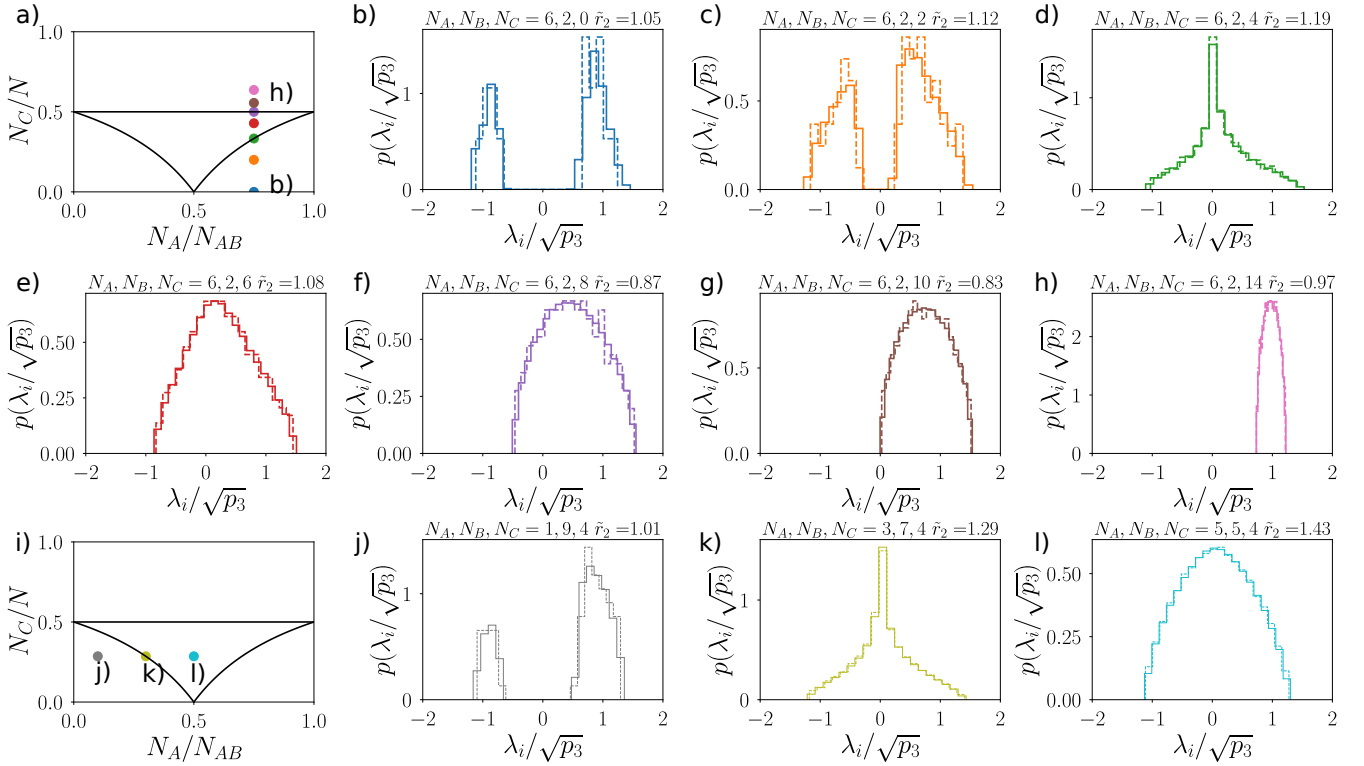 a)
1.0
0.5
0.0
N_C/N
0.0 0.5 1.0
N_A/N_{AB}
h)
b)
b)
N_A, N_B, N_C = 6,2,0 r̃_2=1.05
1
0
p(λ_i/√p_3)
−2 −1 0 1 2
λ_i/√p_3
c)
N_A, N_B, N_C = 6,2,2 r̃_2=1.12
0.5
0.0
p(λ_i/√p_3)
−2 −1 0 1 2
λ_i/√p_3
d)
N_A, N_B, N_C = 6,2,4 r̃_2=1.19
1
0
p(λ_i/√p_3)
−2 −1 0 1 2
λ_i/√p_3
e)
N_A, N_B, N_C = 6,2,6 r̃_2=1.08
0.50
0.25
0.00
p(λ_i/√p_3)
−2 −1 0 1 2
λ_i/√p_3
f)
N_A, N_B, N_C = 6,2,8 r̃_2=0.87
0.50
0.25
0.00
p(λ_i/√p_3)
−2 −1 0 1 2
λ_i/√p_3
g)
N_A, N_B, N_C = 6,2,10 r̃_2=0.83
0.5
0.0
p(λ_i/√p_3)
−2 −1 0 1 2
λ_i/√p_3
h)
N_A, N_B, N_C = 6,2,14 r̃_2=0.97
2
1
0
p(λ_i/√p_3)
−2 −1 0 1 2
λ_i/√p_3
i)
1.0
0.5
0.0
N_C/N
0.0 0.5 1.0
N_A/N_{AB}
j)
k)
l)
j)
N_A, N_B, N_C = 1,9,4 r̃_2=1.01
1
0
p(λ_i/√p_3)
−2 −1 0 1 2
λ_i/√p_3
k)
N_A, N_B, N_C = 3,7,4 r̃_2=1.29
1
0
p(λ_i/√p_3)
−2 −1 0 1 2
λ_i/√p_3
l)
N_A, N_B, N_C = 5,5,4 r̃_2=1.43
0.50
0.25
0.00
p(λ_i/√p_3)
−2 −1 0 1 2
λ_i/√p_3